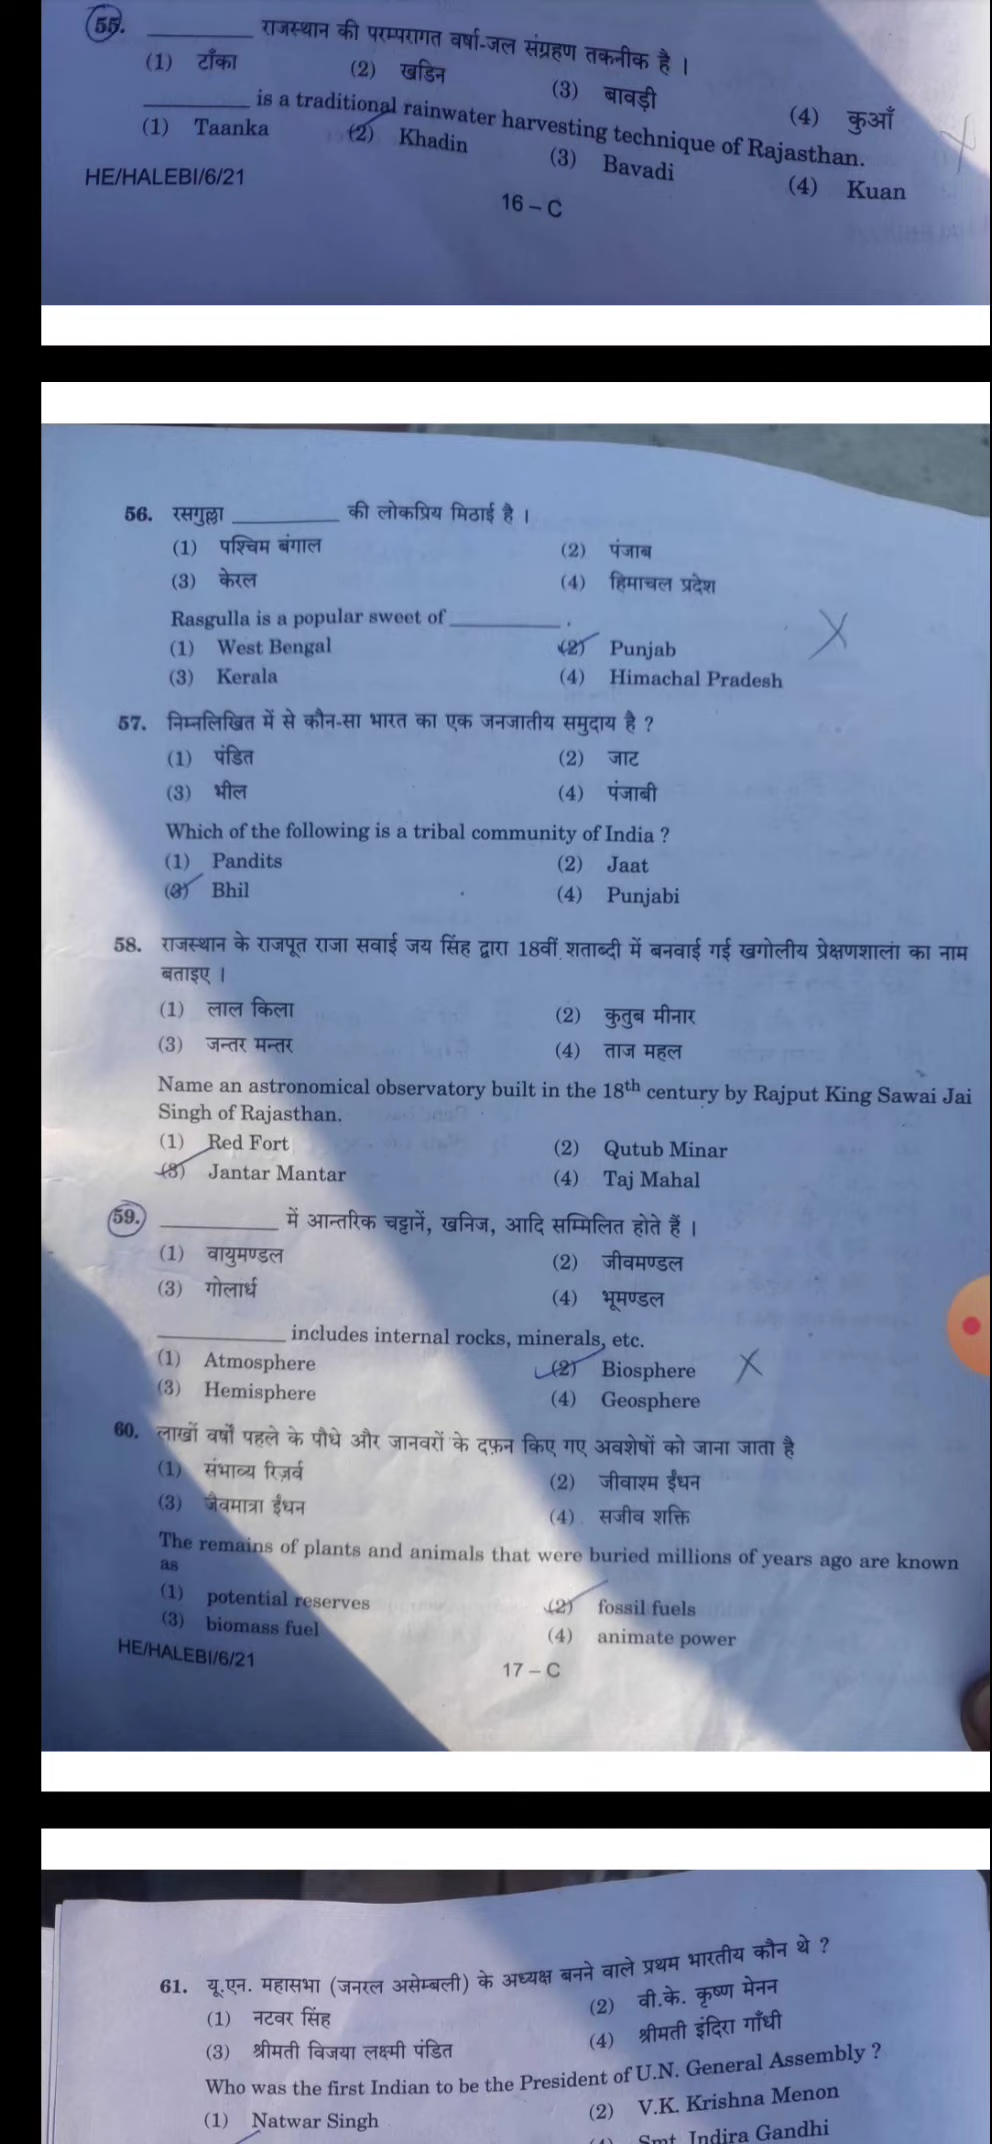 55. ________ राजस्थान की परम्परागत वर्षा-जल संग्रहण तकनीक है ।
(1) टाँका (2) खडिन (3) बावड़ी (4) कुआँ
________ is a traditional rainwater harvesting technique of Rajasthan.
(1) Taanka (2) Khadin (3) Bavadi (4) Kuan
HE/HALEBI/6/21
16 – C
56. रसगुल्ला ________ की लोकप्रिय मिठाई है ।
(1) पश्चिम बंगाल (2) पंजाब
(3) केरल (4) हिमाचल प्रदेश
Rasgulla is a popular sweet of ________ .
(1) West Bengal (2) Punjab
(3) Kerala (4) Himachal Pradesh
57. निम्नलिखित में से कौन-सा भारत का एक जनजातीय समुदाय है ?
(1) पंडित (2) जाट
(3) भील (4) पंजाबी
Which of the following is a tribal community of India ?
(1) Pandits (2) Jaat
(3) Bhil (4) Punjabi
58. राजस्थान के राजपूत राजा सवाई जय सिंह द्वारा 18वीं शताब्दी में बनवाई गई खगोलीय प्रेक्षणशाला का नाम
बताइए ।
(1) लाल किला (2) कुतुब मीनार
(3) जन्तर मन्तर (4) ताज महल
Name an astronomical observatory built in the 18th century by Rajput King Sawai Jai
Singh of Rajasthan.
(1) Red Fort (2) Qutub Minar
(3) Jantar Mantar (4) Taj Mahal
59. ________ में आन्तरिक चट्टानें, खनिज, आदि सम्मिलित होते हैं ।
(1) वायुमण्डल (2) जीवमण्डल
(3) गोलार्ध (4) भूमण्डल
________ includes internal rocks, minerals, etc.
(1) Atmosphere (2) Biosphere
(3) Hemisphere (4) Geosphere
60. लाखों वर्षों पहले के पौधे और जानवरों के दफ़न किए गए अवशेषों को जाना जाता है
(1) संभाव्य रिज़र्व (2) जीवाश्म ईंधन
(3) जैवमात्रा ईंधन (4) सजीव शक्ति
The remains of plants and animals that were buried millions of years ago are known
as
(1) potential reserves (2) fossil fuels
(3) biomass fuel (4) animate power
HE/HALEBI/6/21
17 – C
61. यू.एन. महासभा (जनरल असेम्बली) के अध्यक्ष बनने वाले प्रथम भारतीय कौन थे ?
(1) नटवर सिंह (2) वी.के. कृष्ण मेनन
(3) श्रीमती विजया लक्ष्मी पंडित (4) श्रीमती इंदिरा गाँधी
Who was the first Indian to be the President of U.N. General Assembly ?
(1) Natwar Singh (2) V.K. Krishna Menon
Smt. Indira Gandhi